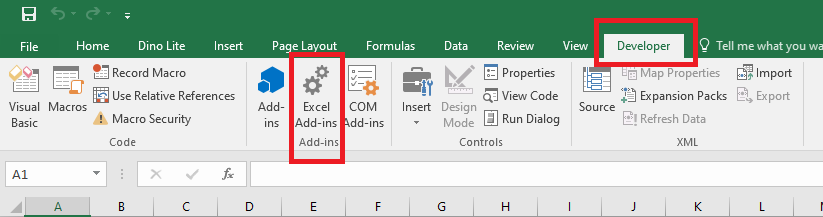 File Home Dino Lite Insert Page Layout Formulas Data Review View Developer Tell me what you wa
Visual Basic
Macros
Record Macro
Use Relative References
Macro Security
Code
Add-ins
Excel Add-ins
COM Add-ins
Add-ins
Insert
Design Mode
Properties
View Code
Run Dialog
Controls
Source
Map Properties
Expansion Packs
Refresh Data
Import
Export
XML
A1 fx
A B C D E F G H I J K L